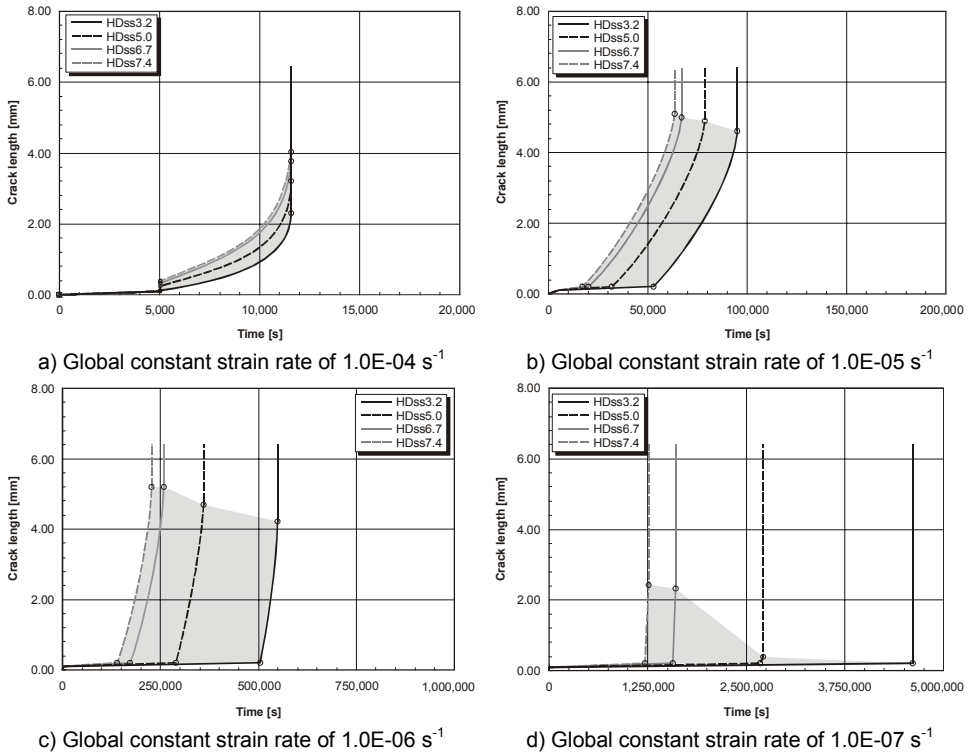 HDss3.2
HDss5.0
HDss6.7
HDss7.4
8.00
6.00
4.00
2.00
0.00
Crack length [mm]
0
5,000
10,000
15,000
20,000
Time [s]
a) Global constant strain rate of 1.0E-04 s⁻¹
HDss3.2
HDss5.0
HDss6.7
HDss7.4
8.00
6.00
4.00
2.00
0.00
Crack length [mm]
0
50,000
100,000
150,000
200,000
Time [s]
b) Global constant strain rate of 1.0E-05 s⁻¹
HDss3.2
HDss5.0
HDss6.7
HDss7.4
8.00
6.00
4.00
2.00
0.00
Crack length [mm]
0
250,000
500,000
750,000
1,000,000
Time [s]
c) Global constant strain rate of 1.0E-06 s⁻¹
HDss3.2
HDss5.0
HDss6.7
HDss7.4
8.00
6.00
4.00
2.00
0.00
Crack length [mm]
0
1,250,000
2,500,000
3,750,000
5,000,000
Time [s]
d) Global constant strain rate of 1.0E-07 s⁻¹